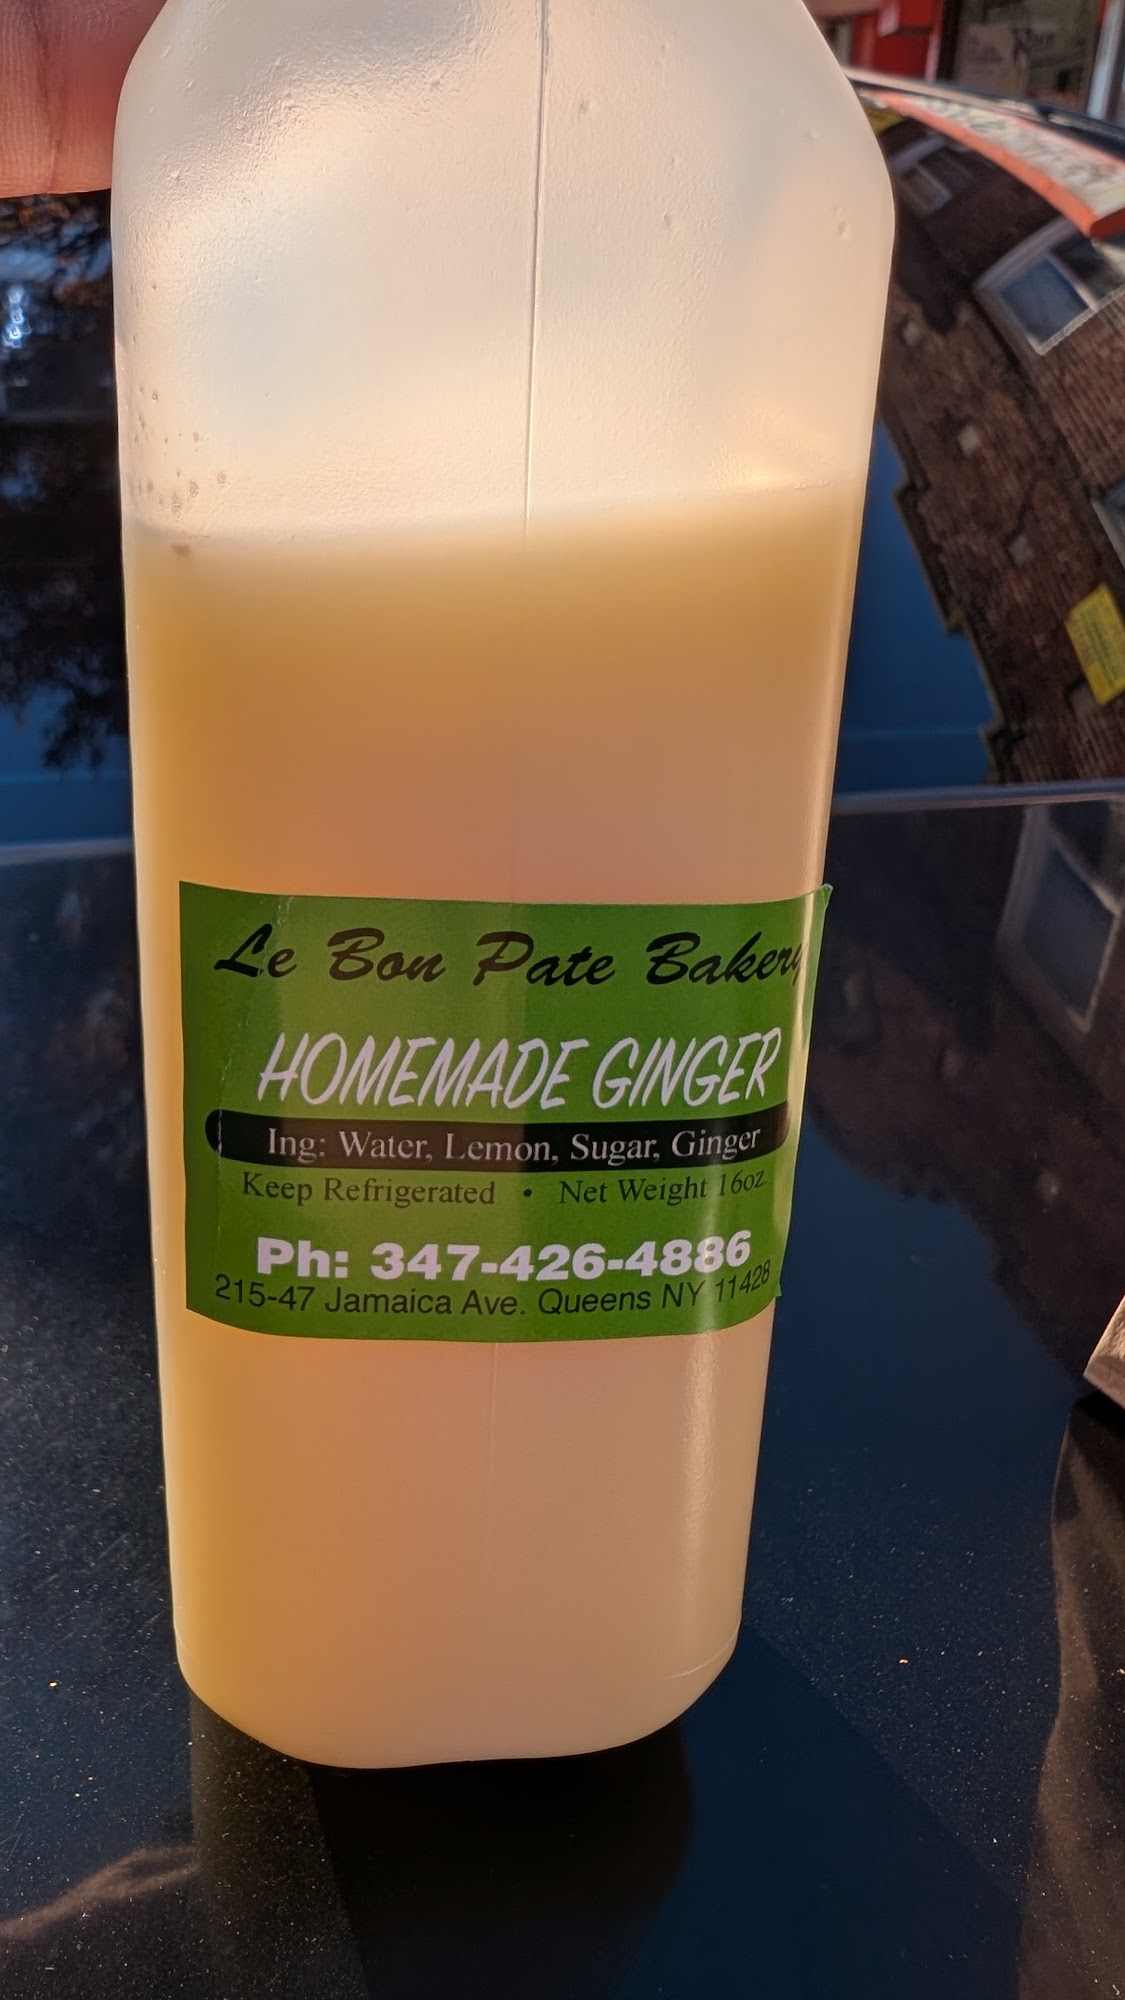 Le Bon Pate Bakery
HOMEMADE GINGER
Ing: Water, Lemon, Sugar, Ginger
Keep Refrigerated • Net Weight 16oz
Ph: 347-426-4886
215-47 Jamaica Ave. Queens NY 11428